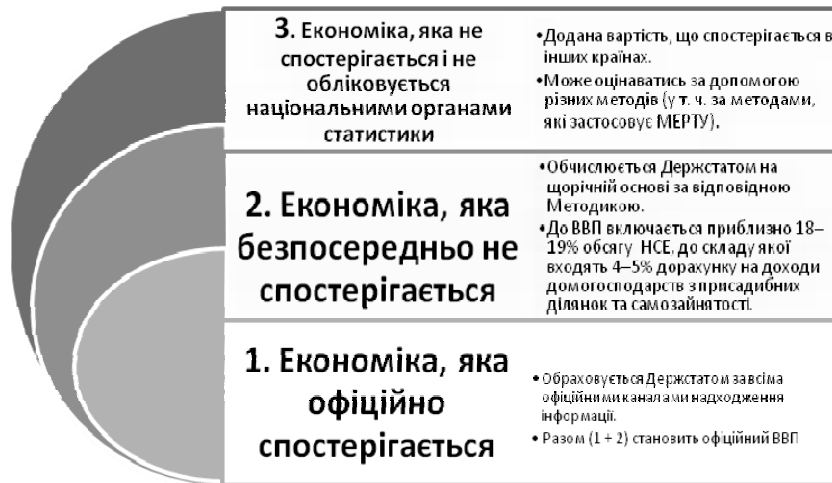 3. Економіка, яка не
спостерігається і не
обліковується
національними органами
статистики
•Додана вартість, що спостерігається в
інших країнах.
•Може оцінюватись за допомогою
різних методів (у т. ч. за методами,
які застосовує МЕРТУ).
2. Економіка, яка
безпосередньо не
спостерігається
•Обчислюється Держстатом на
щорічній основі за відповідною
Методикою.
•До ВВП включається приблизно 18–
19% обсягу НСЕ, до складу якої
входять 4–5% дорахунку на доходи
домогосподарств з присадибних
ділянок та самозайнятості.
1. Економіка, яка
офіційно
спостерігається
• Обраховується Держстатом за всіма
офіційними каналами надходження
інформації.
• Разом (1 + 2) становить офіційний ВВП